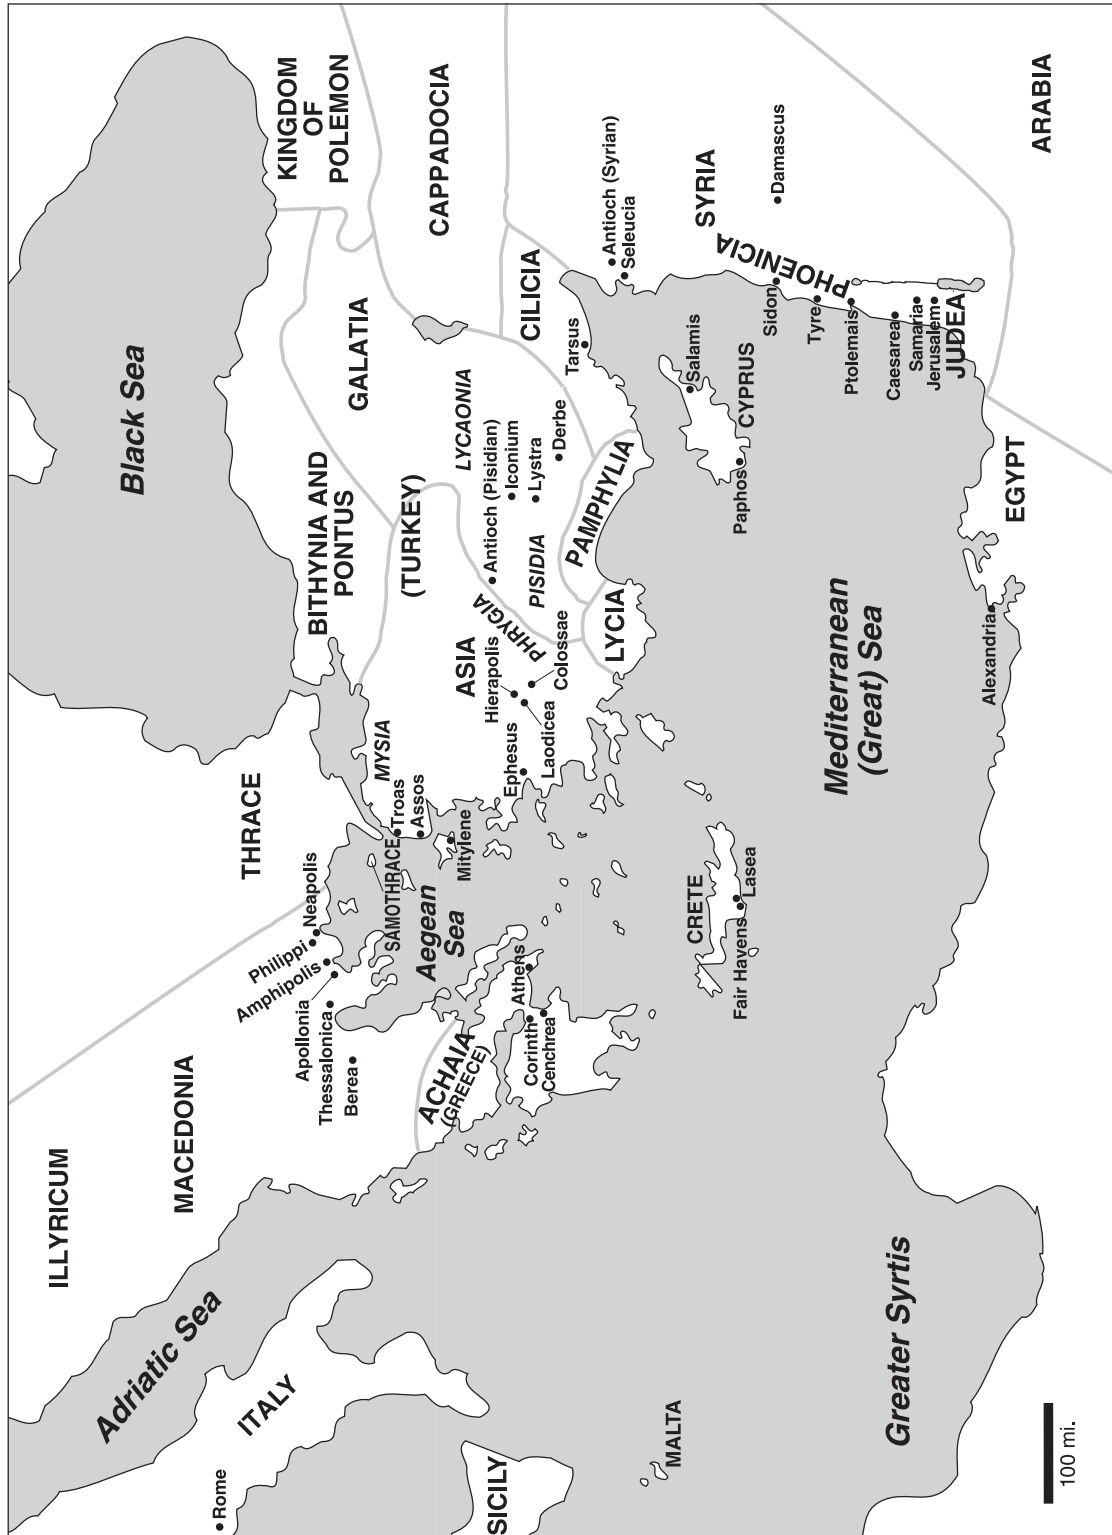 ILLYRICUM
MACEDONIA
THRACE
Black Sea
KINGDOM
OF
POLEMON
BITHYNIA AND
PONTUS
GALATIA
CAPPADOCIA
(TURKEY)
LYCAONIA
CILICIA
Tarsus
Antioch (Syrian)
Seleucia
SYRIA
Damascus
PHOENICIA
ARABIA
Adriatic Sea
ITALY
Rome
SICILY
MALTA
Philippi
Neapolis
Amphipolis
Apollonia
Thessalonica
Berea
SAMOTHRACE
Aegean
Sea
ACHAIA
(GREECE)
Athens
Corinth
Cenchrea
MYSIA
Troas
Assos
Mitylene
ASIA
Ephesus
Hierapolis
Laodicea
Colossae
PHRYGIA
Antioch (Pisidian)
Iconium
Lystra
Derbe
PISIDIA
PAMPHYLIA
LYCIA
CRETE
Fair Havens
Lasea
Salamis
CYPRUS
Paphos
Sidon
Tyre
Ptolemais
Caesarea
Samaria
Jerusalem
JUDEA
Mediterranean
(Great) Sea
Greater Syrtis
Alexandria
EGYPT
100 mi.